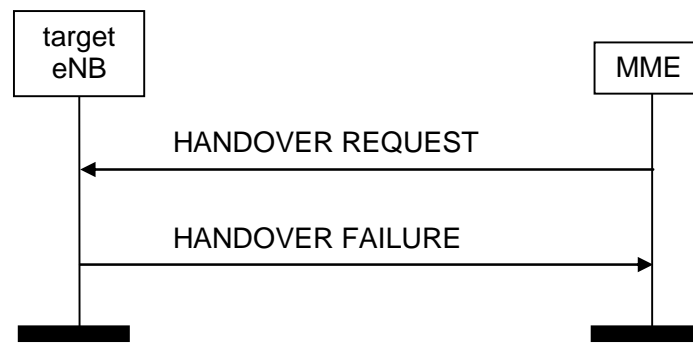 target
eNB
MME
HANDOVER REQUEST
HANDOVER FAILURE